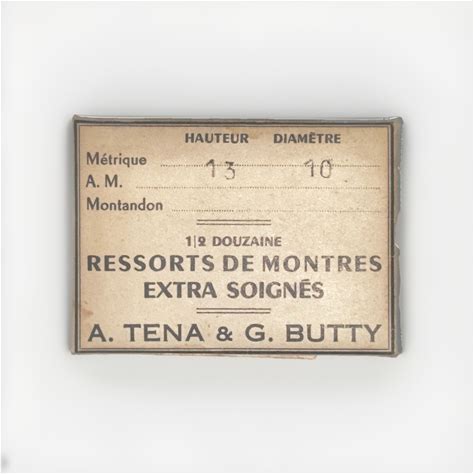 HAUTEUR DIAMÈTRE
Métrique 13 10
A. M.
Montandon
1|2 DOUZAINE
RESSORTS DE MONTRES
EXTRA SOIGNÉS
A. TENA & G. BUTTY